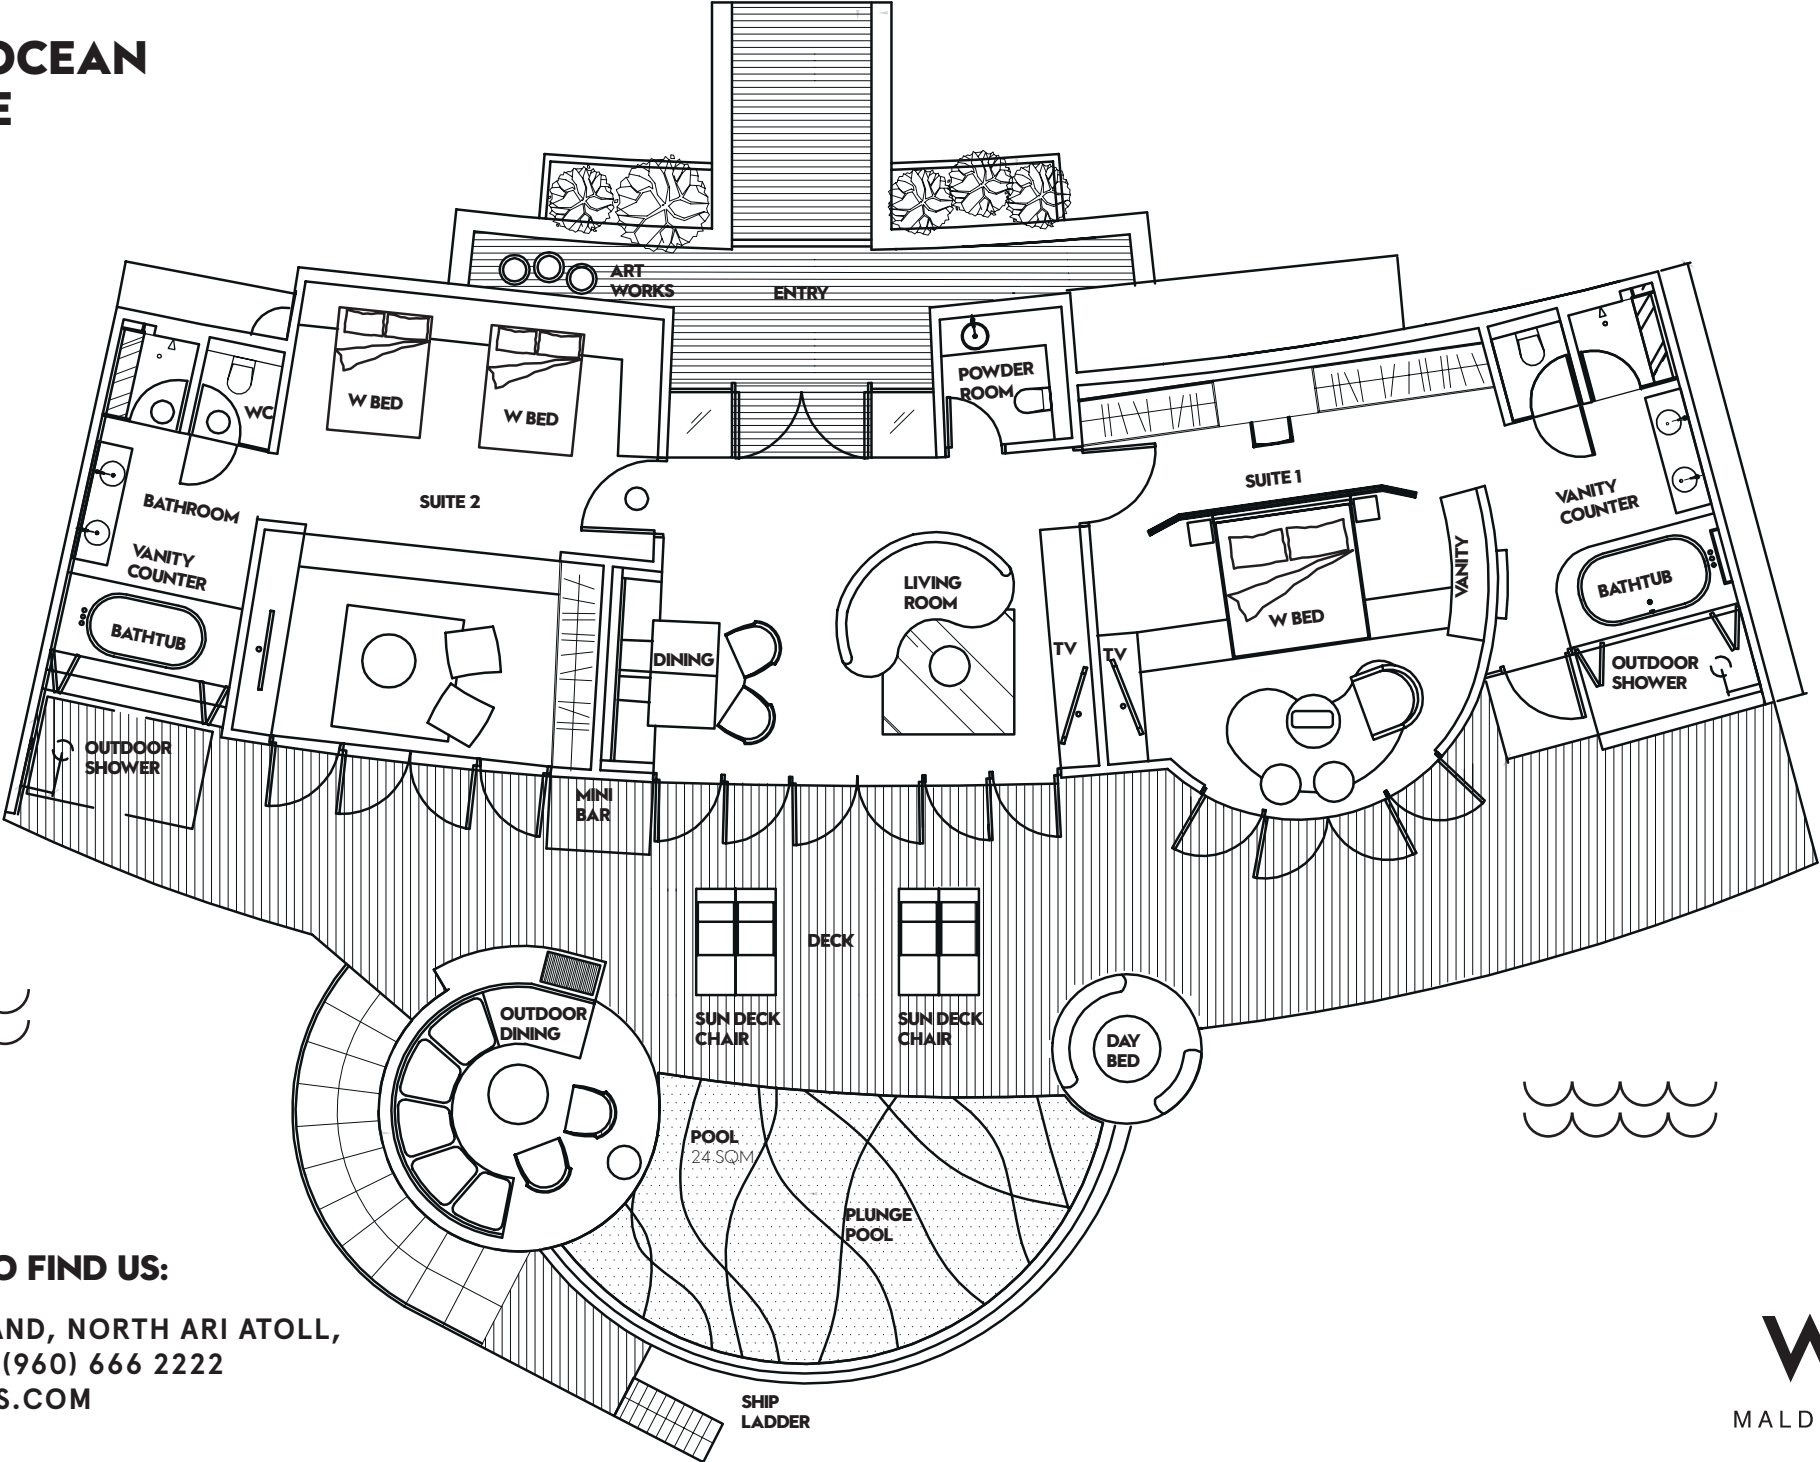 OCEAN
E
ART
WORKS
ENTRY
POWDER
ROOM
W BED
W BED
WC
SUITE 2
BATHROOM
VANITY
COUNTER
BATHTUB
OUTDOOR
SHOWER
SUITE 1
VANITY
COUNTER
VANITY
BATHTUB
W BED
OUTDOOR
SHOWER
LIVING
ROOM
DINING
TV
TV
MINI
BAR
DECK
SUN DECK
CHAIR
SUN DECK
CHAIR
OUTDOOR
DINING
DAY
BED
POOL
24 SQM
PLUNGE
POOL
SHIP
LADDER
O FIND US:
AND, NORTH ARI ATOLL,
(960) 666 2222
S.COM
W
MALD